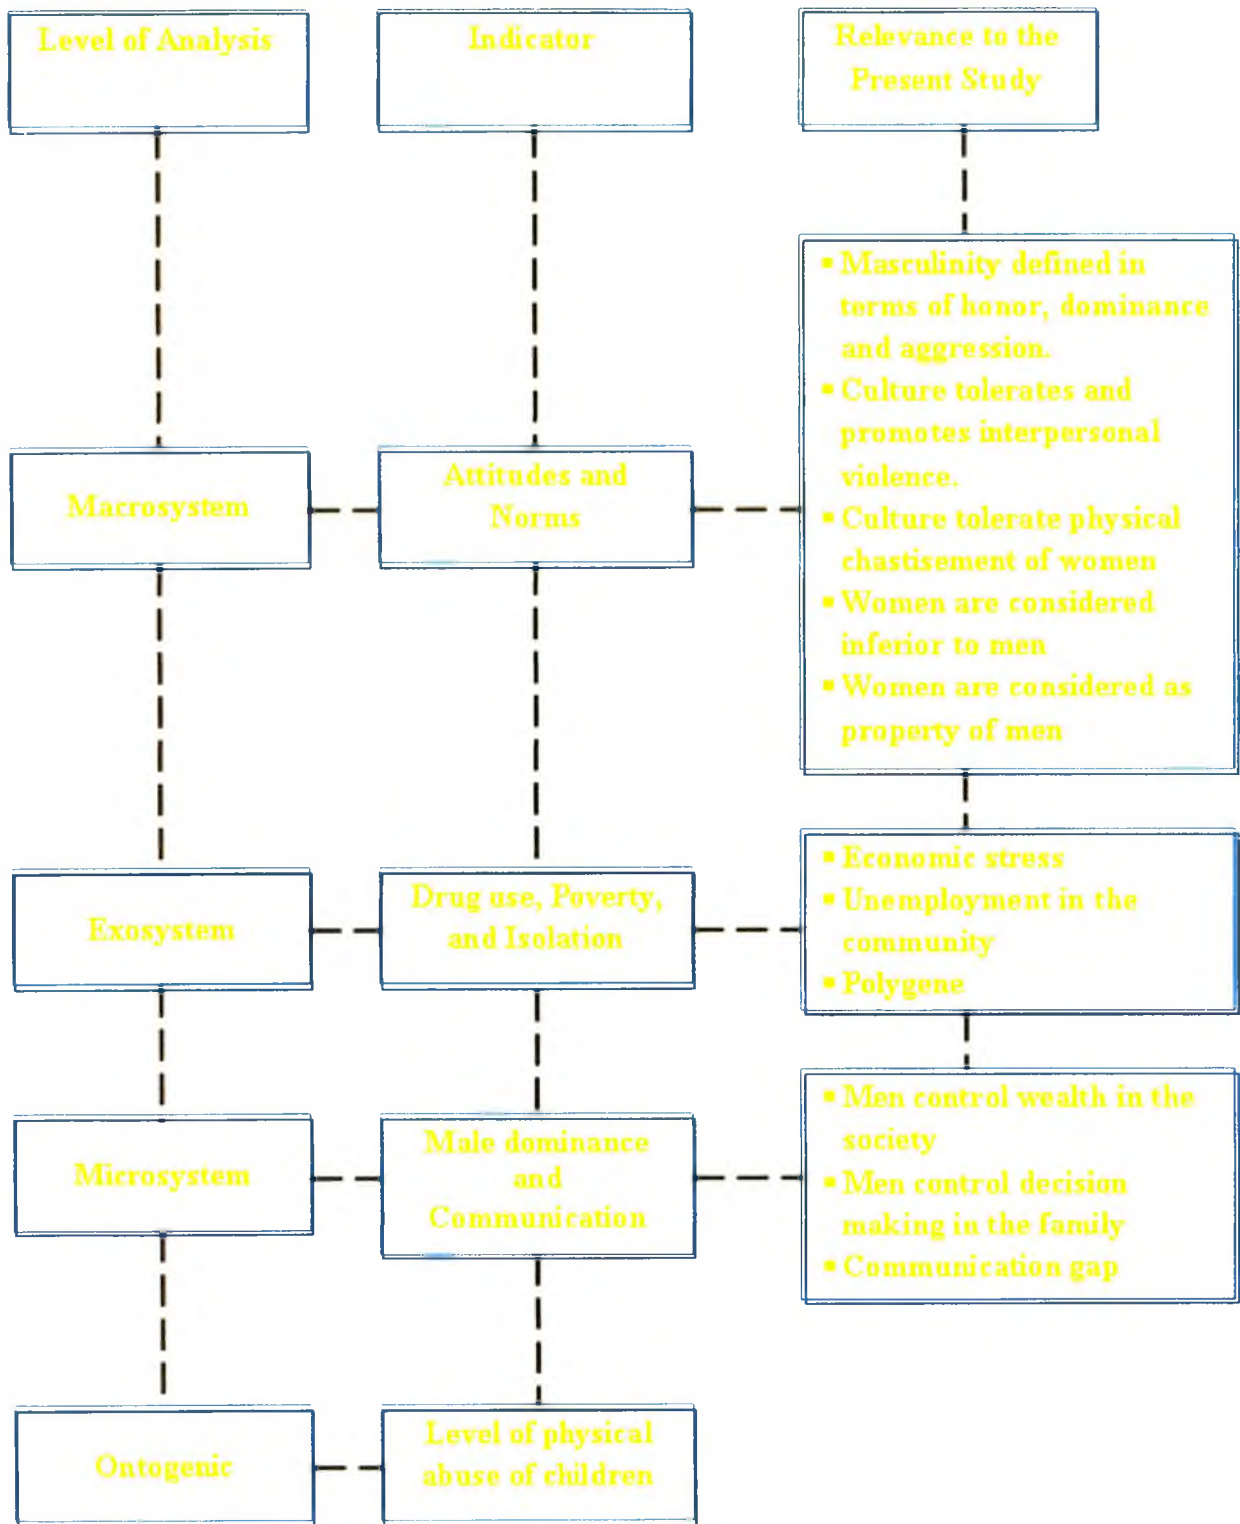 Level of Analysis
Indicator
Relevance to the
Present Study
Macrosystem
Attitudes and
Norms
▪ Masculinity defined in
terms of honor, dominance
and aggression.
▪ Culture tolerates and
promotes interpersonal
violence.
▪ Culture tolerate physical
chastisement of women
▪ Women are considered
inferior to men
▪ Women are considered as
property of men
Exosystem
Drug use, Poverty,
and Isolation
▪ Economic stress
▪ Unemployment in the
community
▪ Polygene
Microsystem
Male dominance
and
Communication
▪ Men control wealth in the
society
▪ Men control decision
making in the family
▪ Communication gap
Ontogenic
Level of physical
abuse of children